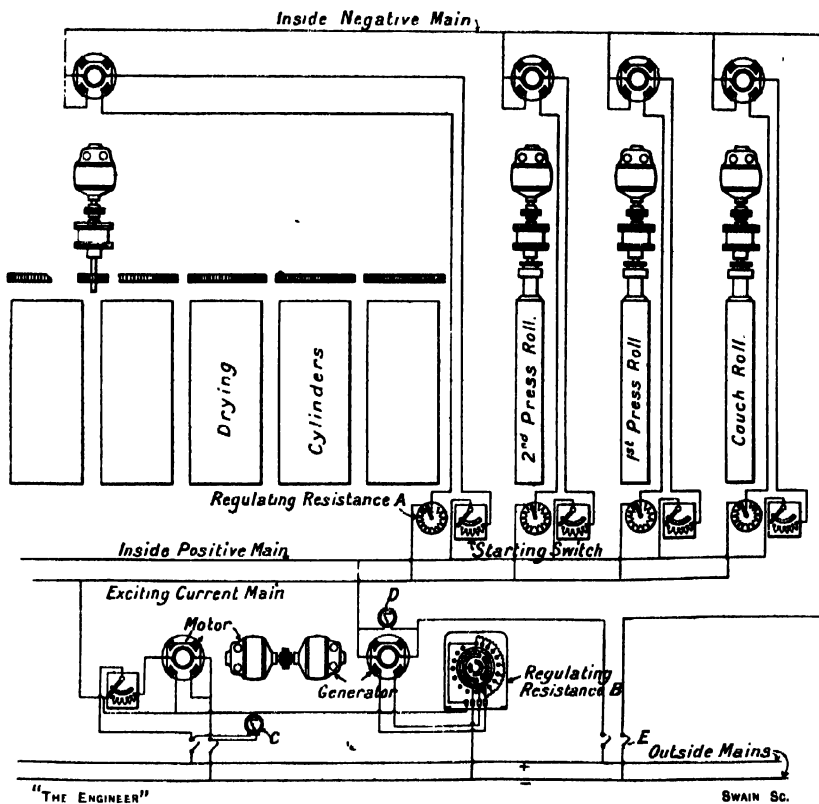 Inside Negative Main
Drying
Cylinders
2nd Press Roll.
1st Press Roll
Couch Roll.
Regulating Resistance A
Inside Positive Main
Starting Switch
Exciting Current Main
D
Motor
Generator
Regulating
Resistance B
C
E
Outside Mains
+
−
"THE ENGINEER"
SWAIN SC.